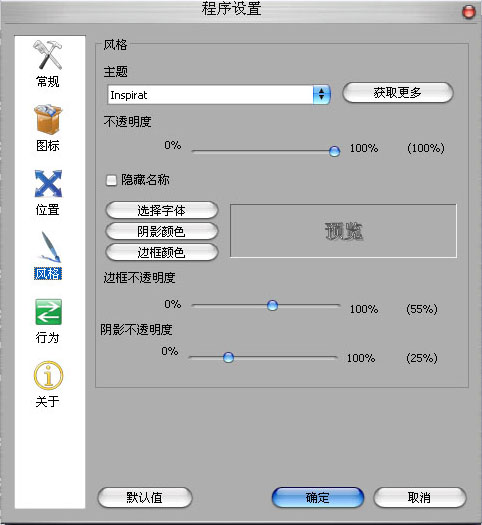 程序设置
常规
图标
位置
风格
行为
关于
风格
主题
Inspirat
获取更多
不透明度
0% 100% (100%)
隐藏名称
选择字体
阴影颜色
边框颜色
预览
边框不透明度
0% 100% (55%)
阴影不透明度
0% 100% (25%)
默认值 确定 取消